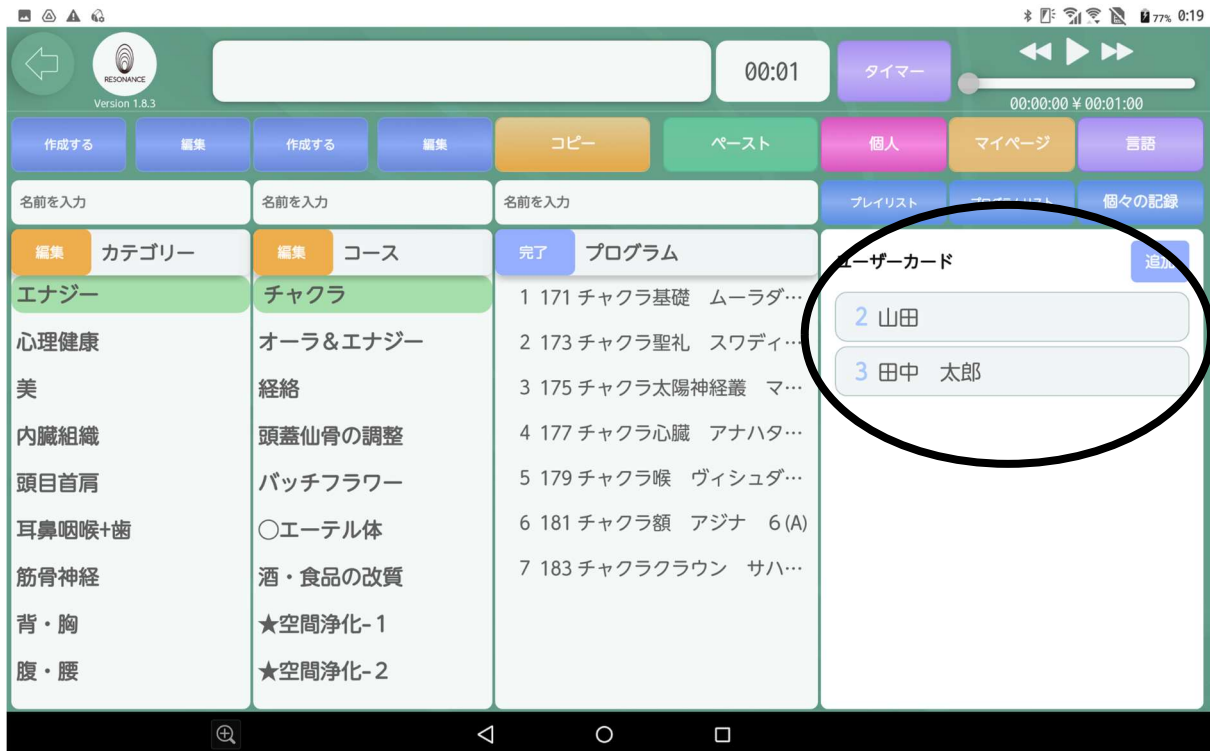 77% 0:19
RESONANCE
Version 1.8.3
00:01
タイマー
00:00:00 ¥ 00:01:00
作成する
編集
作成する
編集
コピー
ペースト
個人
マイページ
言語
名前を入力
名前を入力
名前を入力
プレイリスト
個々の記録
編集 カテゴリー
エナジー
心理健康
美
内臓組織
頭目首肩
耳鼻咽喉+歯
筋骨神経
背・胸
腹・腰
編集 コース
チャクラ
オーラ&エナジー
経絡
頭蓋仙骨の調整
バッチフラワー
○エーテル体
酒・食品の改質
★空間浄化-1
★空間浄化-2
完了 プログラム
1 171 チャクラ基礎 ムーラダ…
2 173 チャクラ聖礼 スワディ…
3 175 チャクラ太陽神経叢 マ…
4 177 チャクラ心臓 アナハタ…
5 179 チャクラ喉 ヴィシュダ…
6 181 チャクラ額 アジナ 6(A)
7 183 チャクラクラウン サハ…
ユーザーカード
追加
2 山田
3 田中 太郎